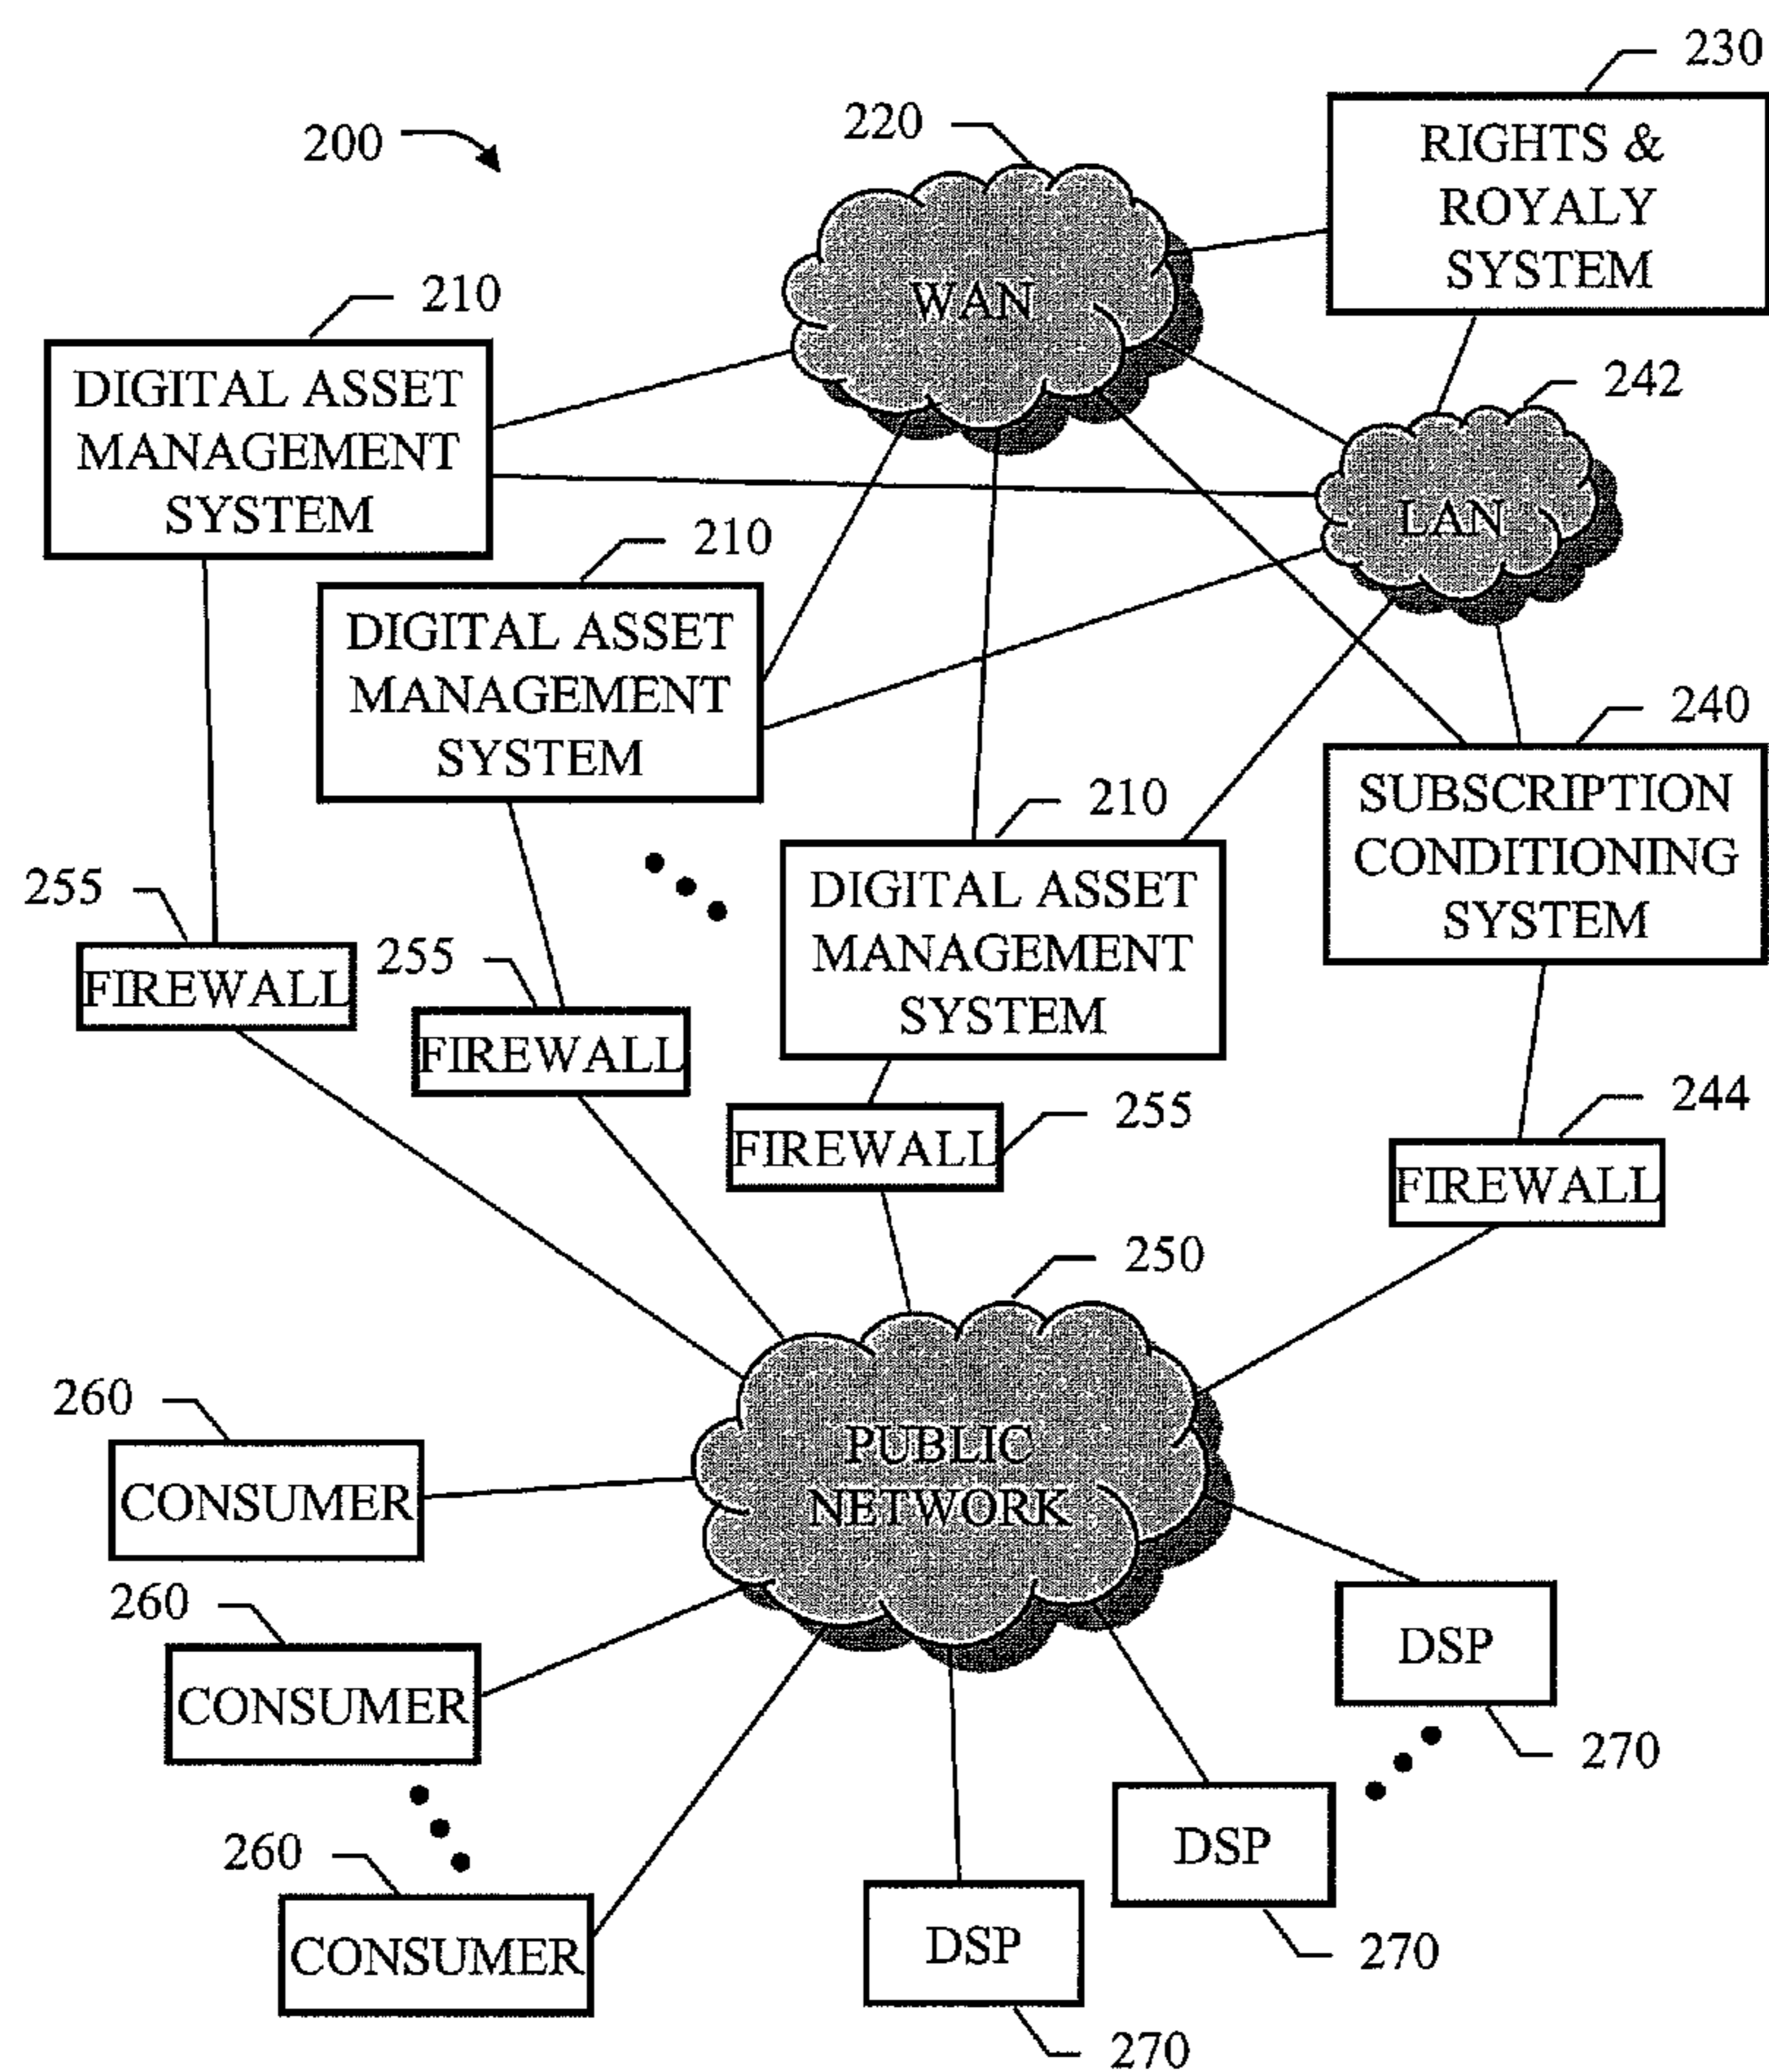 230
220
200
RIGHTS &
ROYALY
SYSTEM
WAN
210
DIGITAL ASSET
MANAGEMENT
SYSTEM
242
LAN
210
DIGITAL ASSET
MANAGEMENT
SYSTEM
240
SUBSCRIPTION
CONDITIONING
SYSTEM
210
DIGITAL ASSET
MANAGEMENT
SYSTEM
255
FIREWALL
255
FIREWALL
255
FIREWALL
244
FIREWALL
250
PUBLIC
NETWORK
260
CONSUMER
260
CONSUMER
260
CONSUMER
DSP
270
DSP
270
DSP
270